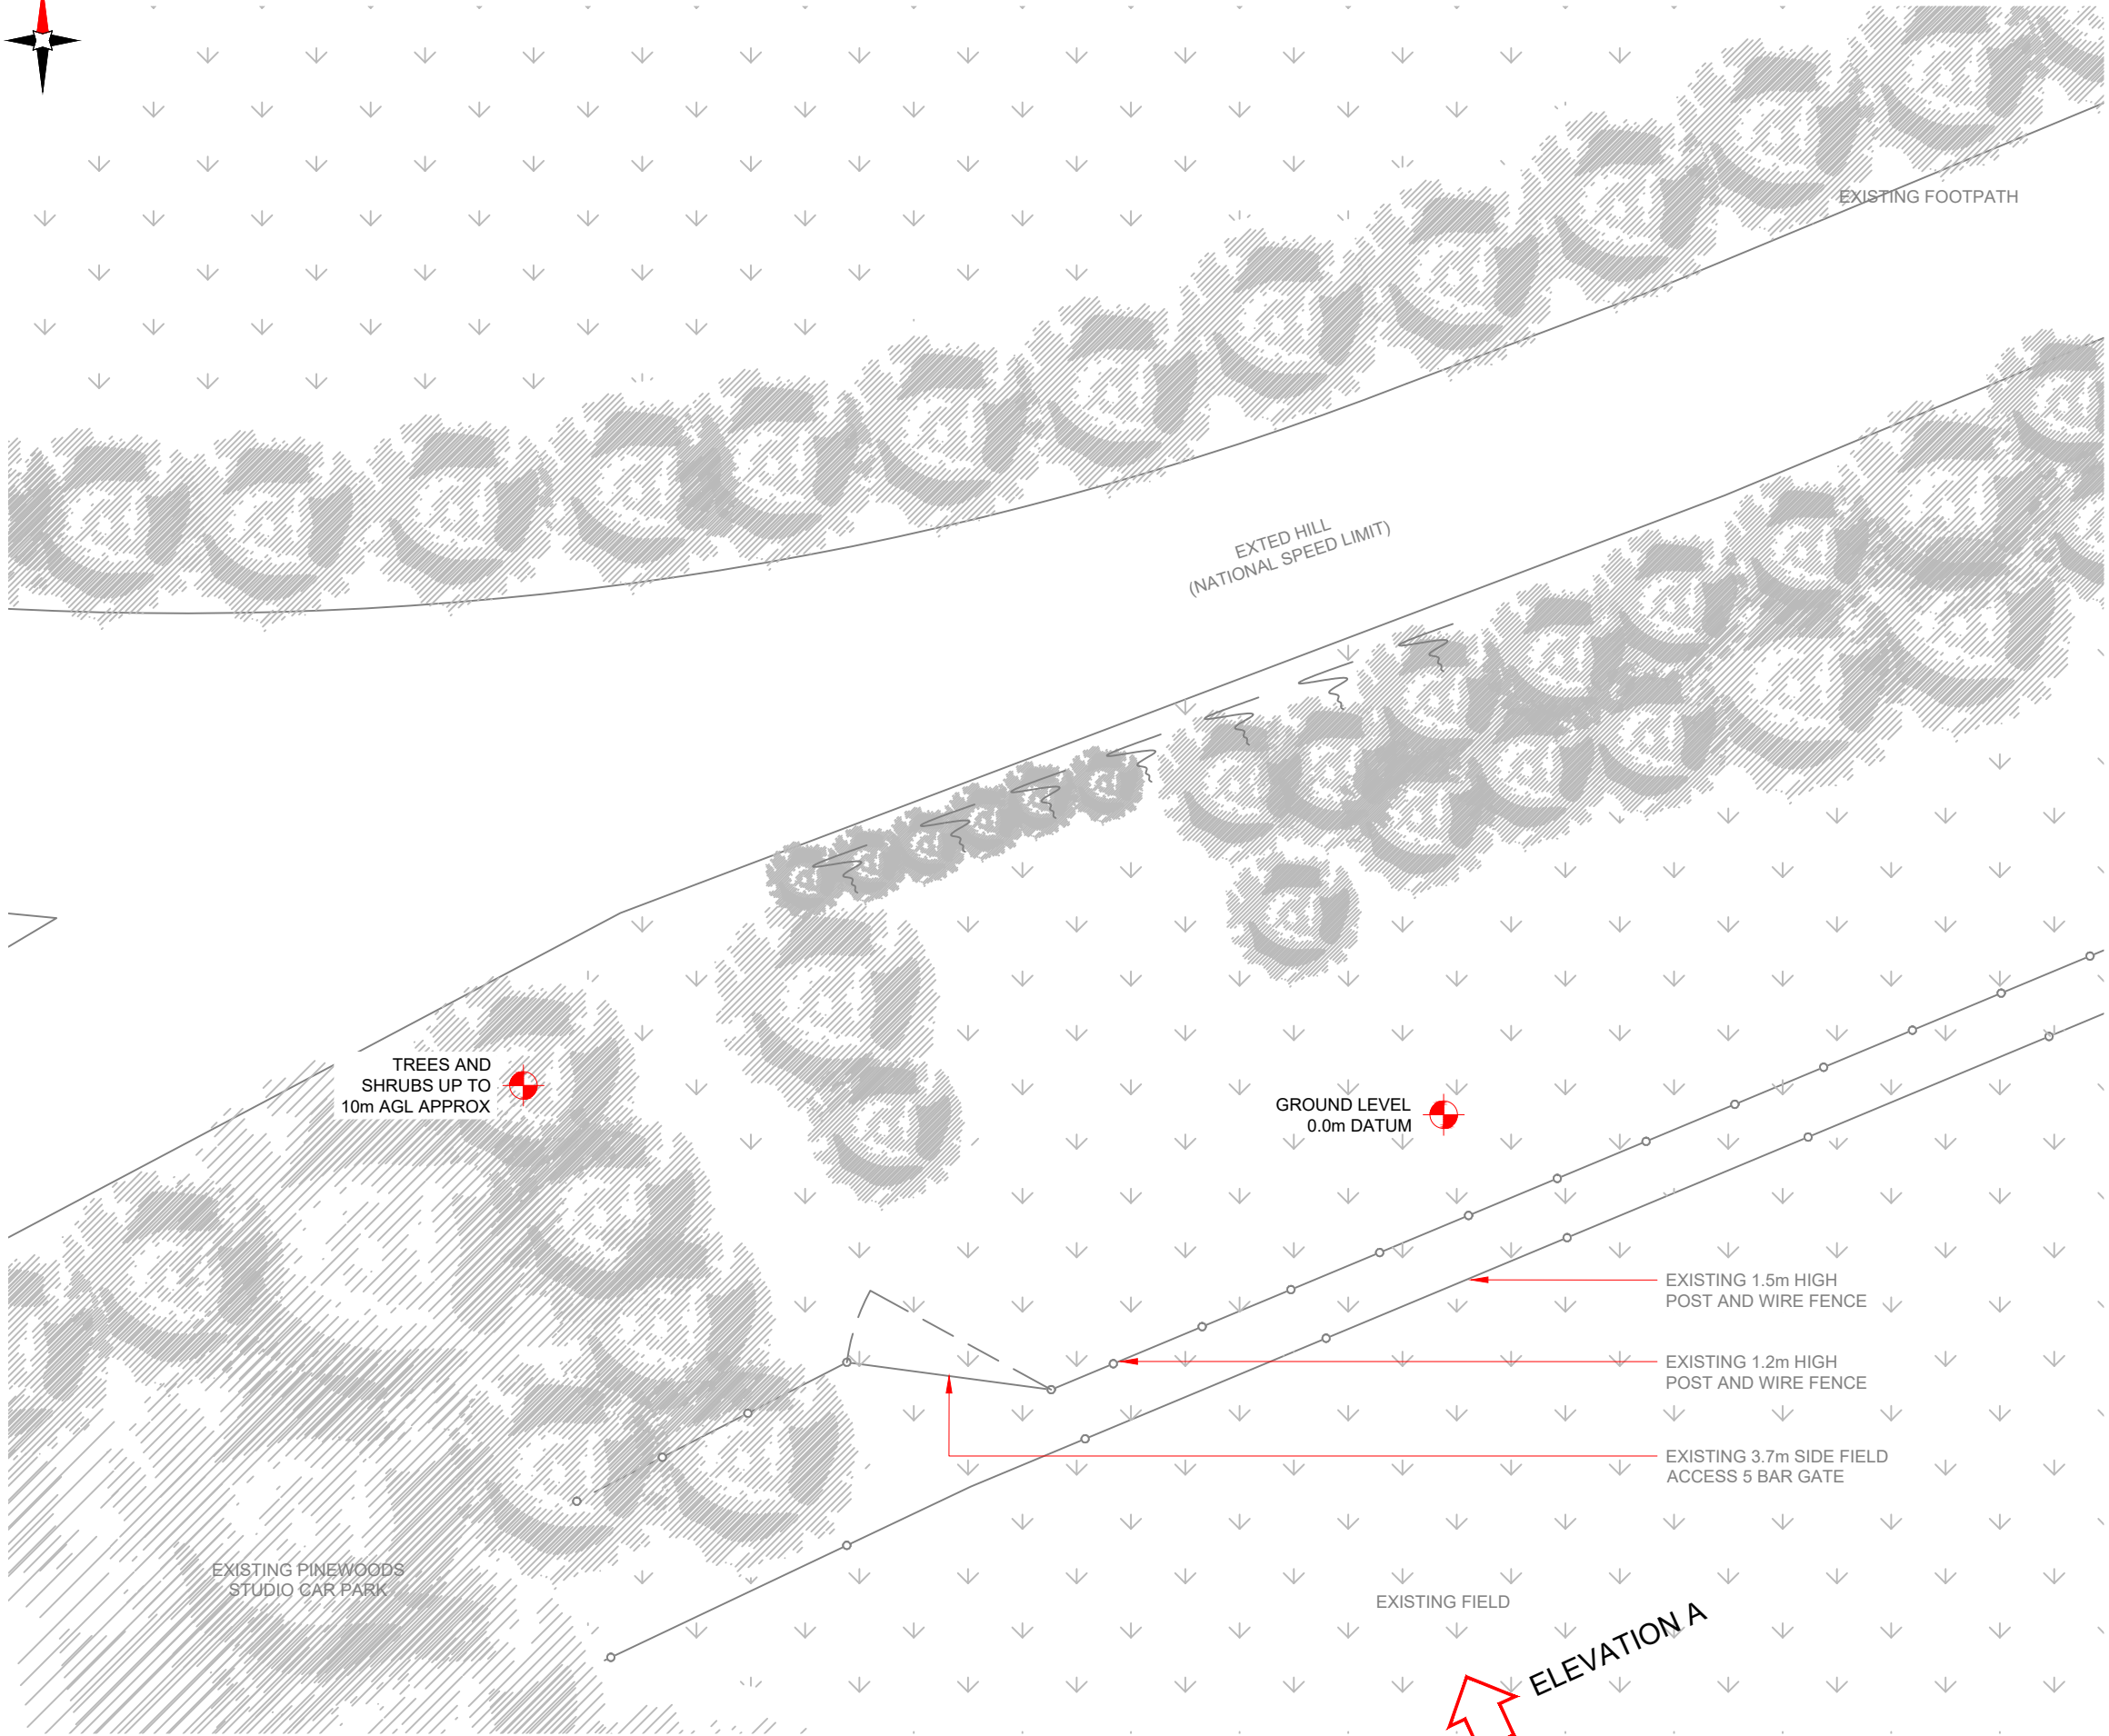 EXISTING FOOTPATH
EXTED HILL
(NATIONAL SPEED LIMIT)
TREES AND
SHRUBS UP TO
10m AGL APPROX
GROUND LEVEL
0.0m DATUM
EXISTING 1.5m HIGH
POST AND WIRE FENCE
EXISTING 1.2m HIGH
POST AND WIRE FENCE
EXISTING 3.7m SIDE FIELD
ACCESS 5 BAR GATE
EXISTING PINEWOODS
STUDIO CAR PARK
EXISTING FIELD
ELEVATION A